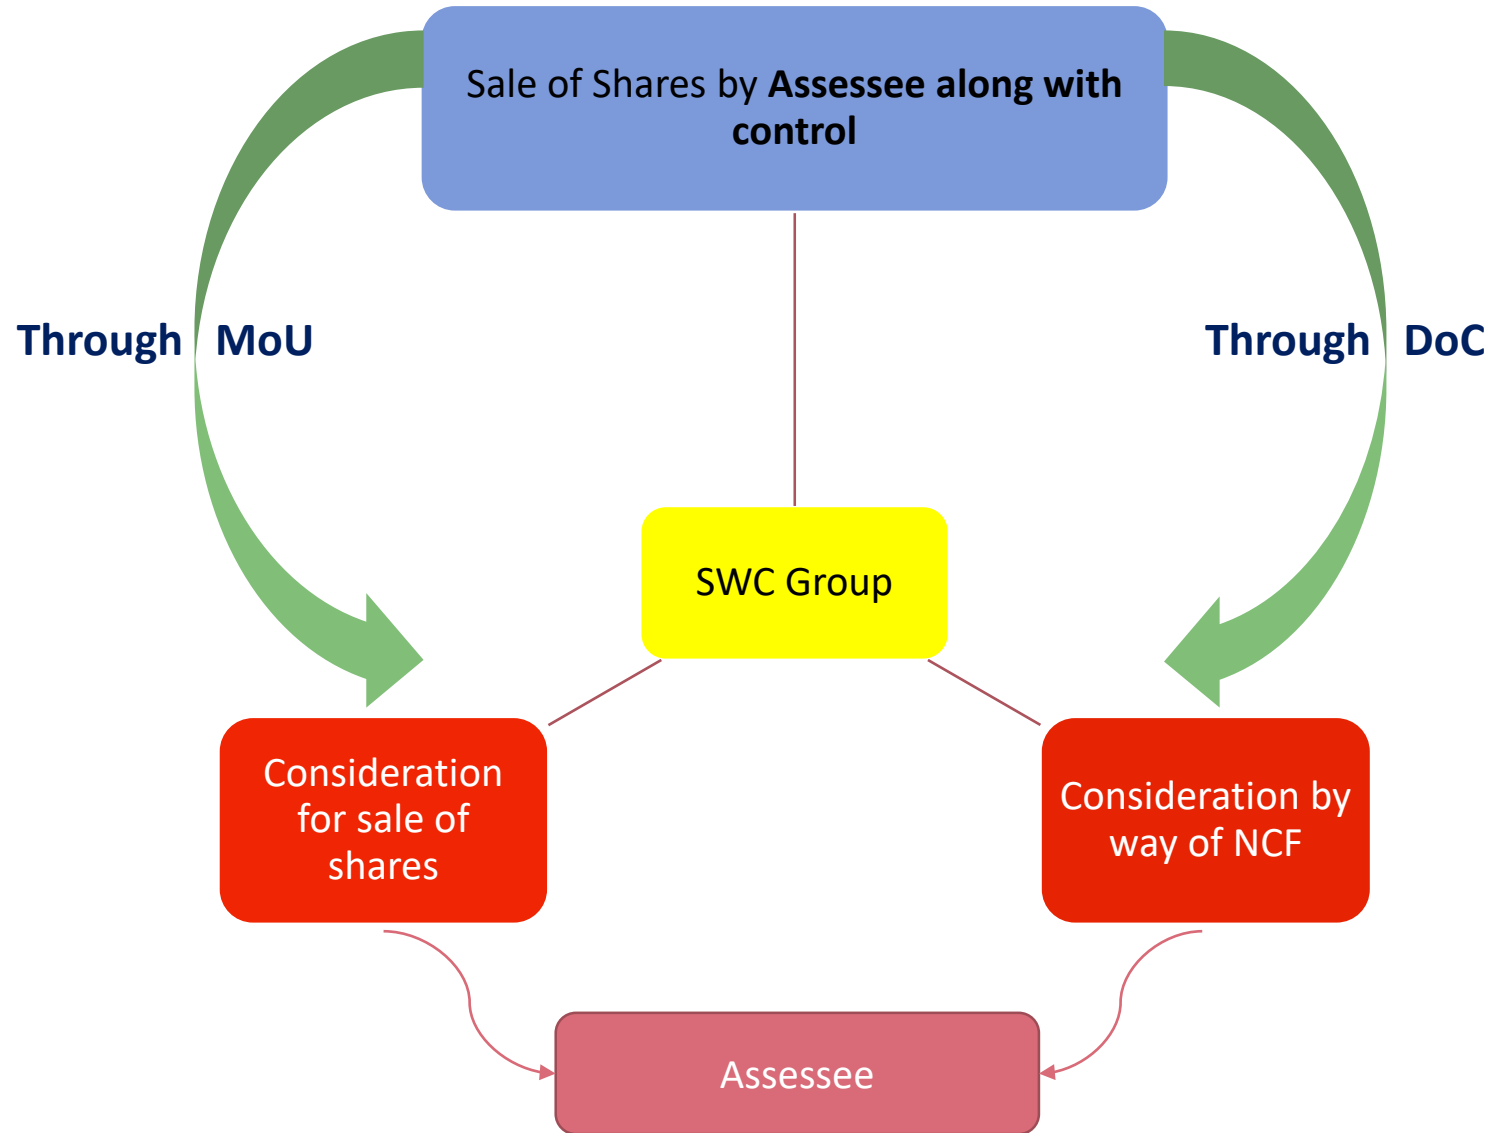 Sale of Shares by Assessee along with
control
Through MoU
Through DoC
SWC Group
Consideration
for sale of
shares
Consideration by
way of NCF
Assessee